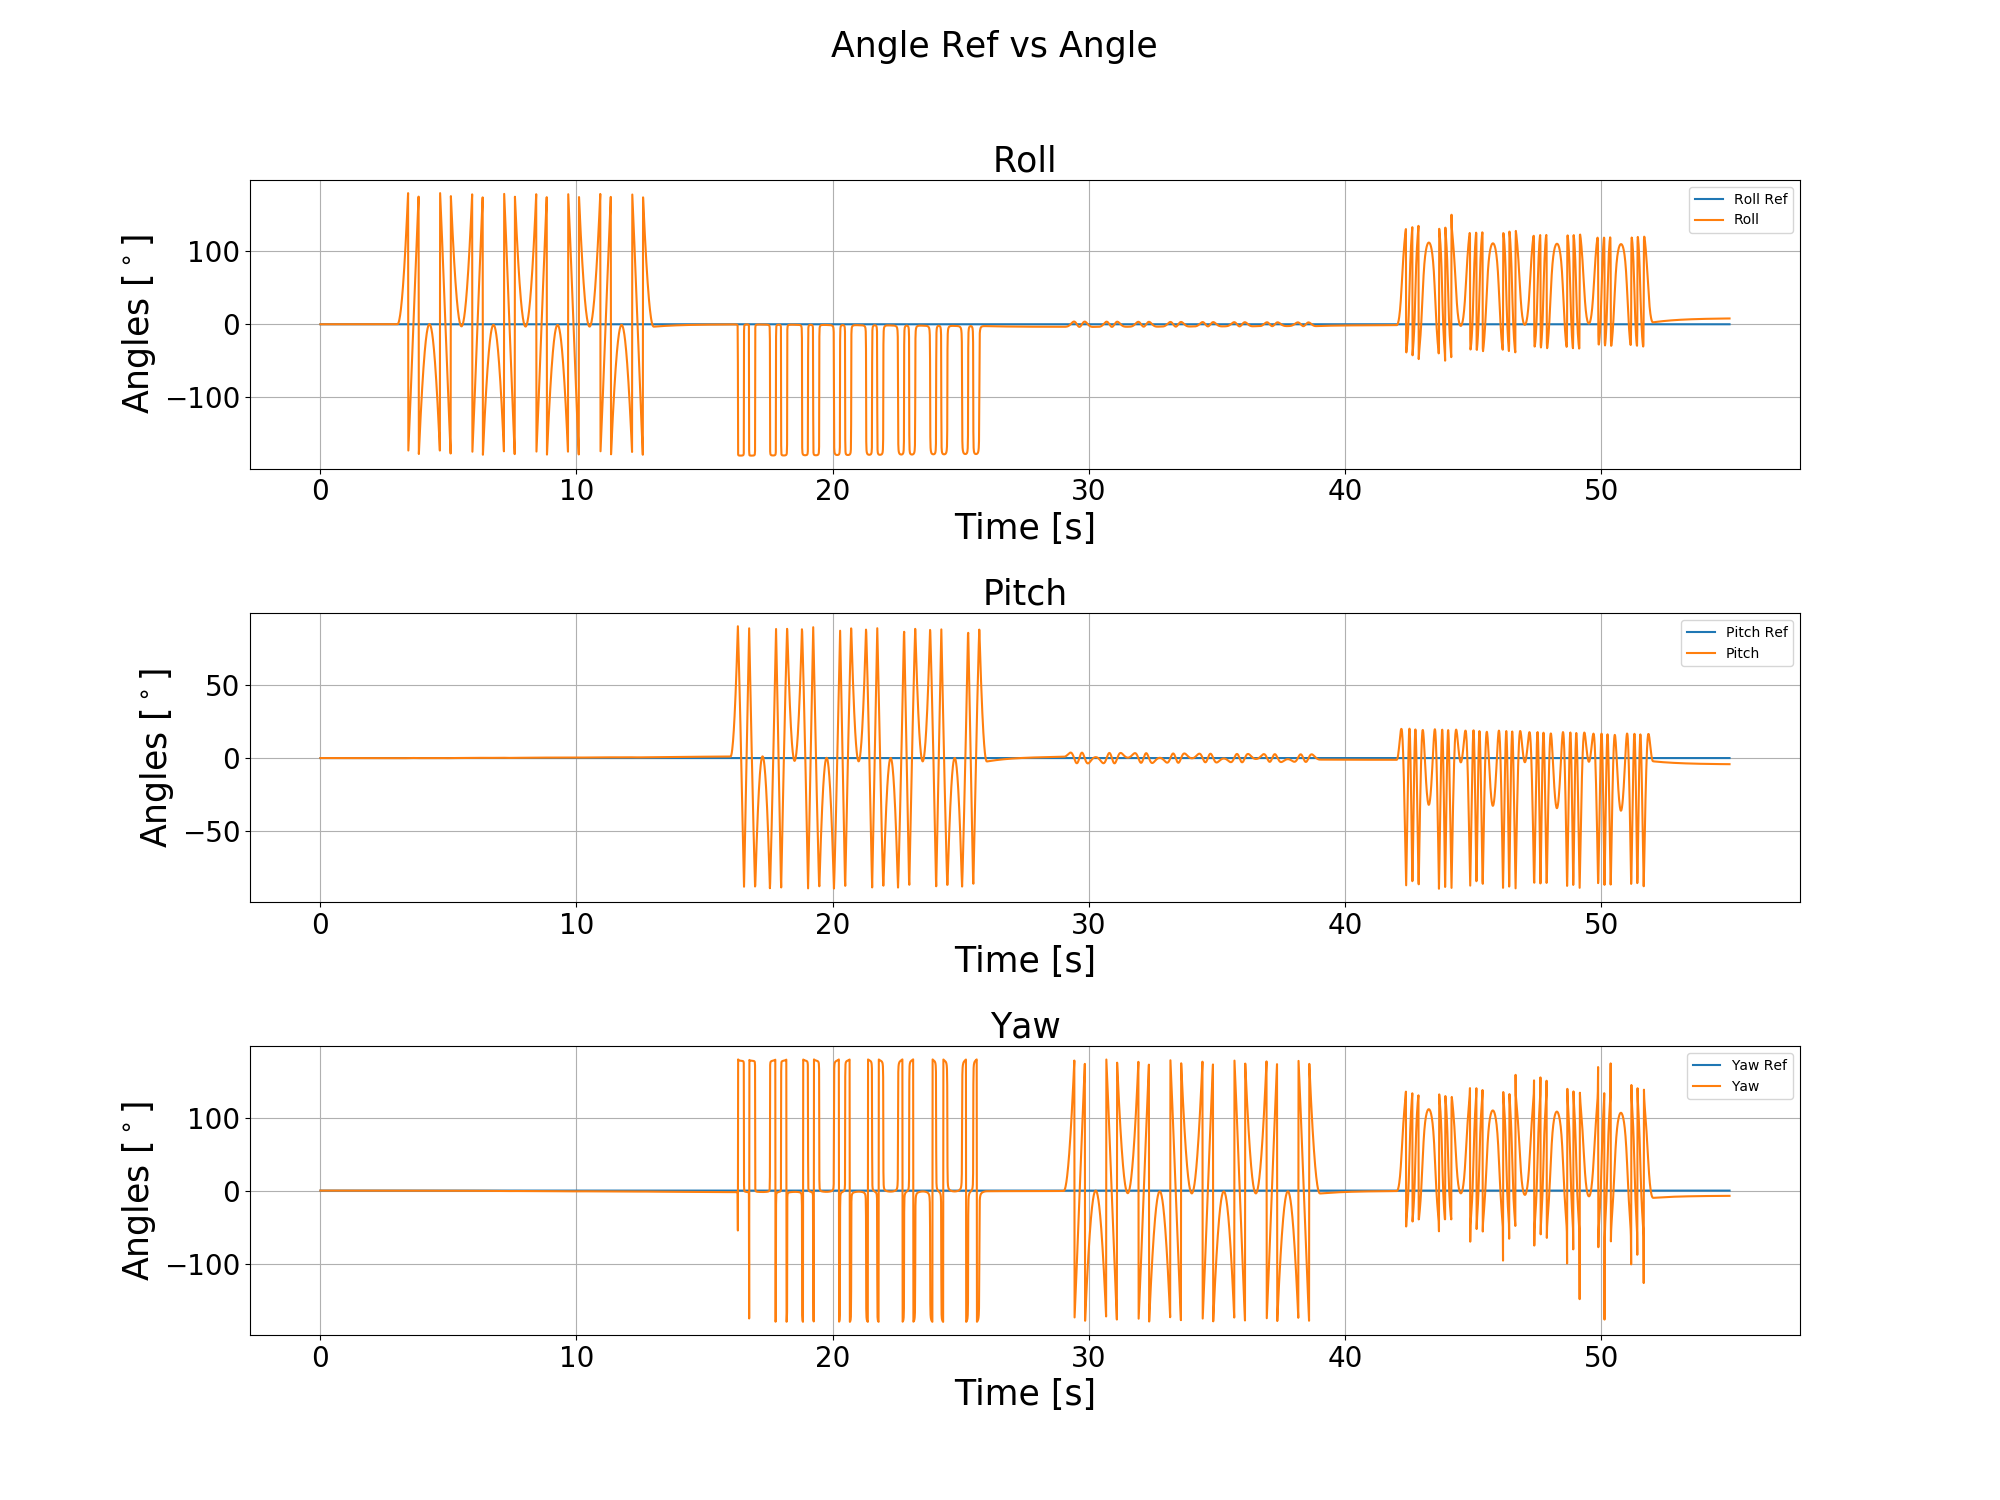 Angle Ref vs Angle
Roll
Angles [ ° ]
100
0
−100
Roll Ref
Roll
0 10 20 30 40 50
Time [s]
Pitch
Angles [ ° ]
50
0
−50
Pitch Ref
Pitch
0 10 20 30 40 50
Time [s]
Yaw
Angles [ ° ]
100
0
−100
Yaw Ref
Yaw
0 10 20 30 40 50
Time [s]